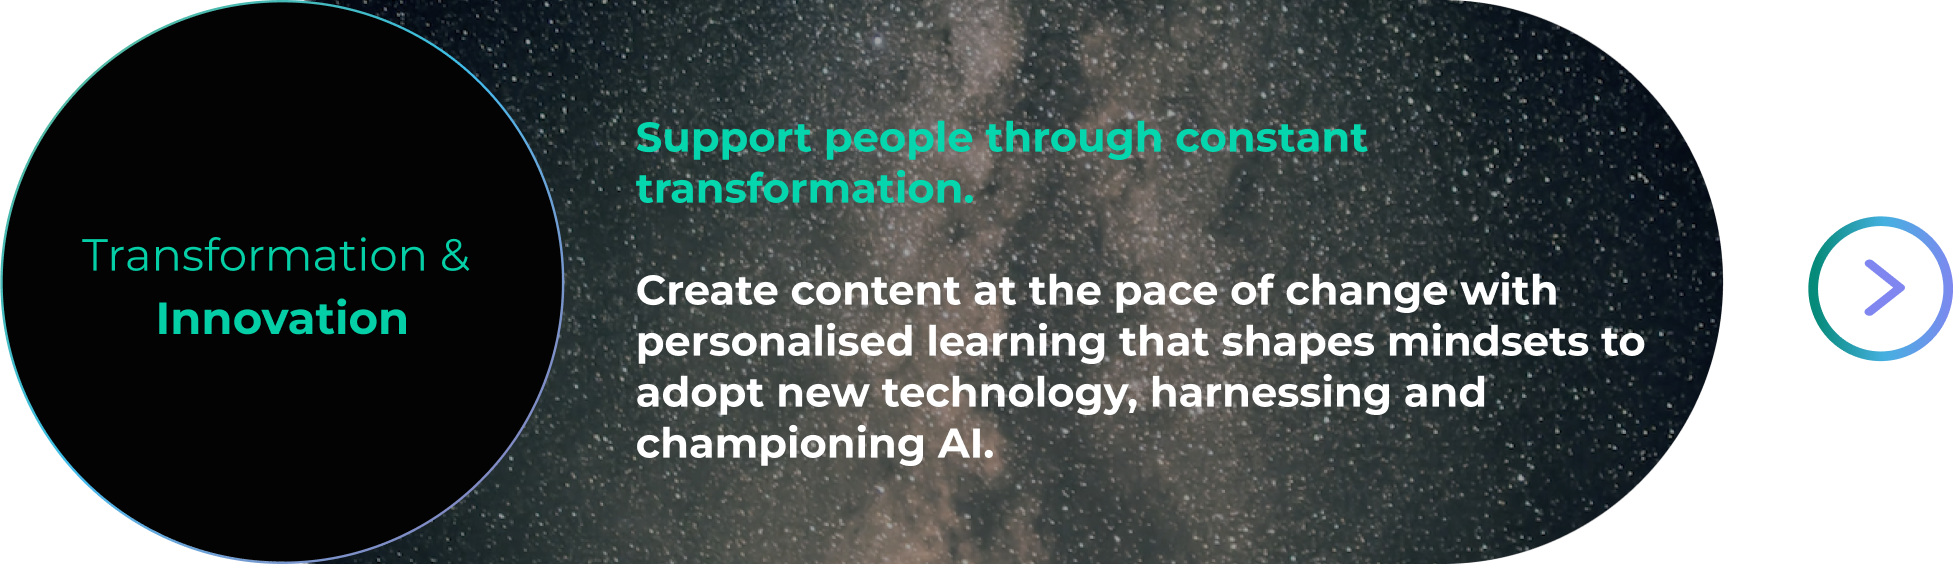 Transformation &
Innovation
Support people through constant
transformation.
Create content at the pace of change with
personalised learning that shapes mindsets to
adopt new technology, harnessing and
championing AI.